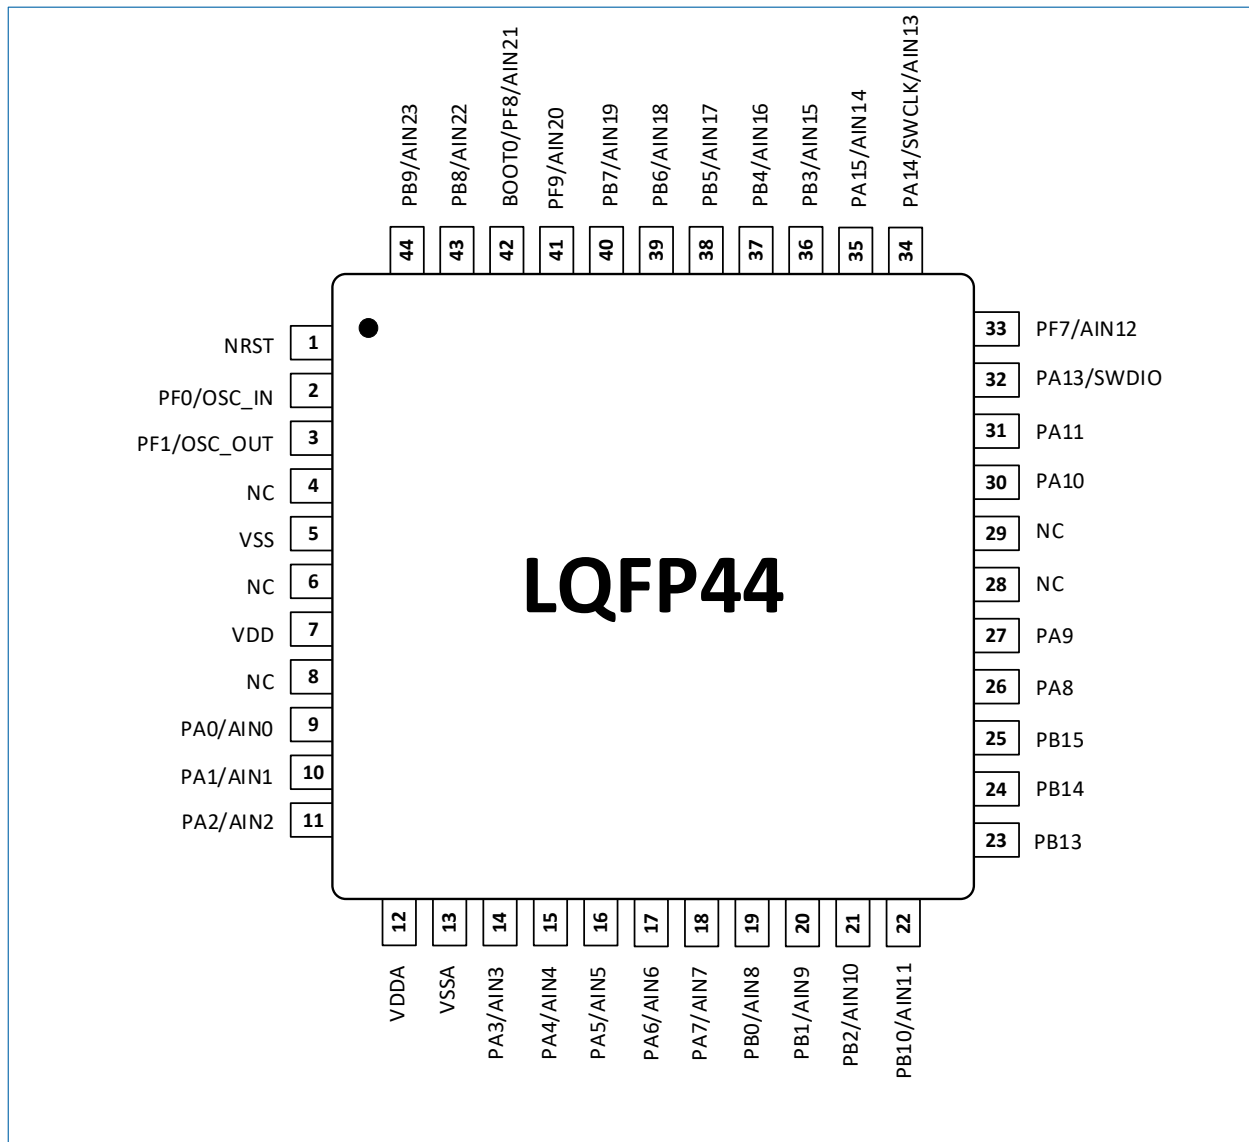 PB9/AIN23
PB8/AIN22
BOOT0/PF8/AIN21
PF9/AIN20
PB7/AIN19
PB6/AIN18
PB5/AIN17
PB4/AIN16
PB3/AIN15
PA15/AIN14
PA14/SWCLK/AIN13
44
43
42
41
40
39
38
37
36
35
34
NRST 1
PF0/OSC_IN 2
PF1/OSC_OUT 3
NC 4
VSS 5
NC 6
VDD 7
NC 8
PA0/AIN0 9
PA1/AIN1 10
PA2/AIN2 11
LQFP44
33 PF7/AIN12
32 PA13/SWDIO
31 PA11
30 PA10
29 NC
28 NC
27 PA9
26 PA8
25 PB15
24 PB14
23 PB13
12
13
14
15
16
17
18
19
20
21
22
VDDA
VSSA
PA3/AIN3
PA4/AIN4
PA5/AIN5
PA6/AIN6
PA7/AIN7
PB0/AIN8
PB1/AIN9
PB2/AIN10
PB10/AIN11